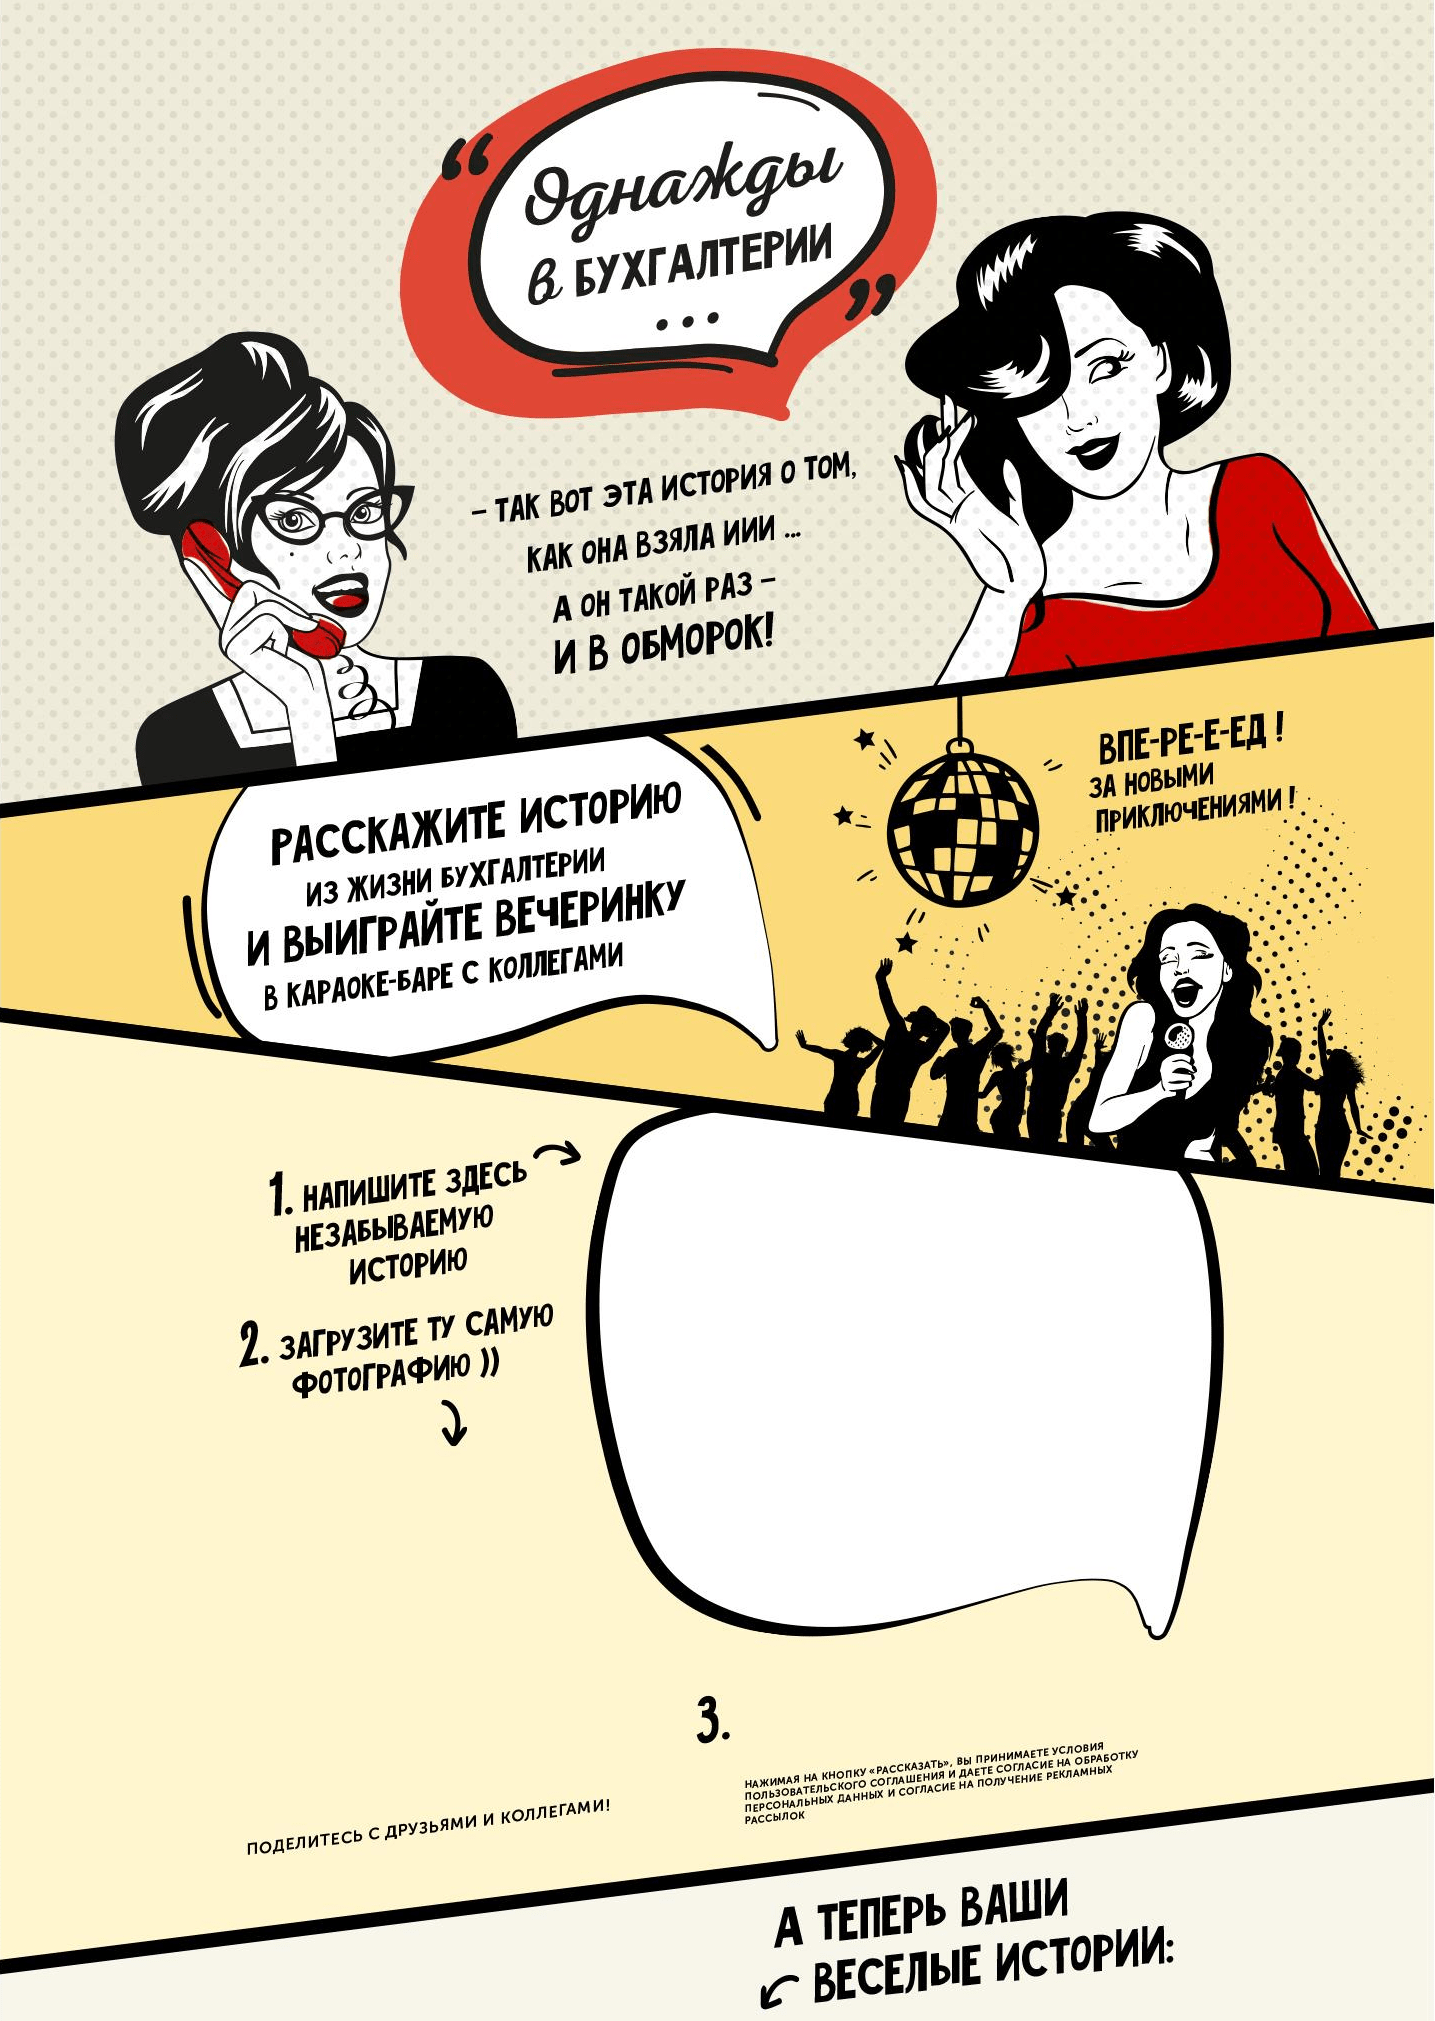 “Однажды
в БУХГАЛТЕРИИ
...”
– ТАК ВОТ ЭТА ИСТОРИЯ О ТОМ,
КАК ОНА ВЗЯЛА ИИИ ...
А ОН ТАКОЙ РАЗ –
И В ОБМОРОК!
РАССКАЖИТЕ ИСТОРИЮ
ИЗ ЖИЗНИ БУХГАЛТЕРИИ
И ВЫИГРАЙТЕ ВЕЧЕРИНКУ
В КАРАОКЕ-БАРЕ С КОЛЛЕГАМИ
ВПЕ-РЕ-Е-ЕД !
ЗА НОВЫМИ
ПРИКЛЮЧЕНИЯМИ !
1. НАПИШИТЕ ЗДЕСЬ
НЕЗАБЫВАЕМУЮ
ИСТОРИЮ
2. ЗАГРУЗИТЕ ТУ САМУЮ
ФОТОГРАФИЮ ))
3.
НАЖИМАЯ НА КНОПКУ «РАССКАЗАТЬ», ВЫ ПРИНИМАЕТЕ УСЛОВИЯ
ПОЛЬЗОВАТЕЛЬСКОГО СОГЛАШЕНИЯ И ДАЕТЕ СОГЛАСИЕ НА ОБРАБОТКУ
ПЕРСОНАЛЬНЫХ ДАННЫХ И СОГЛАСИЕ НА ПОЛУЧЕНИЕ РЕКЛАМНЫХ
РАССЫЛОК
ПОДЕЛИТЕСЬ С ДРУЗЬЯМИ И КОЛЛЕГАМИ!
А ТЕПЕРЬ ВАШИ
ВЕСЕЛЫЕ ИСТОРИИ: